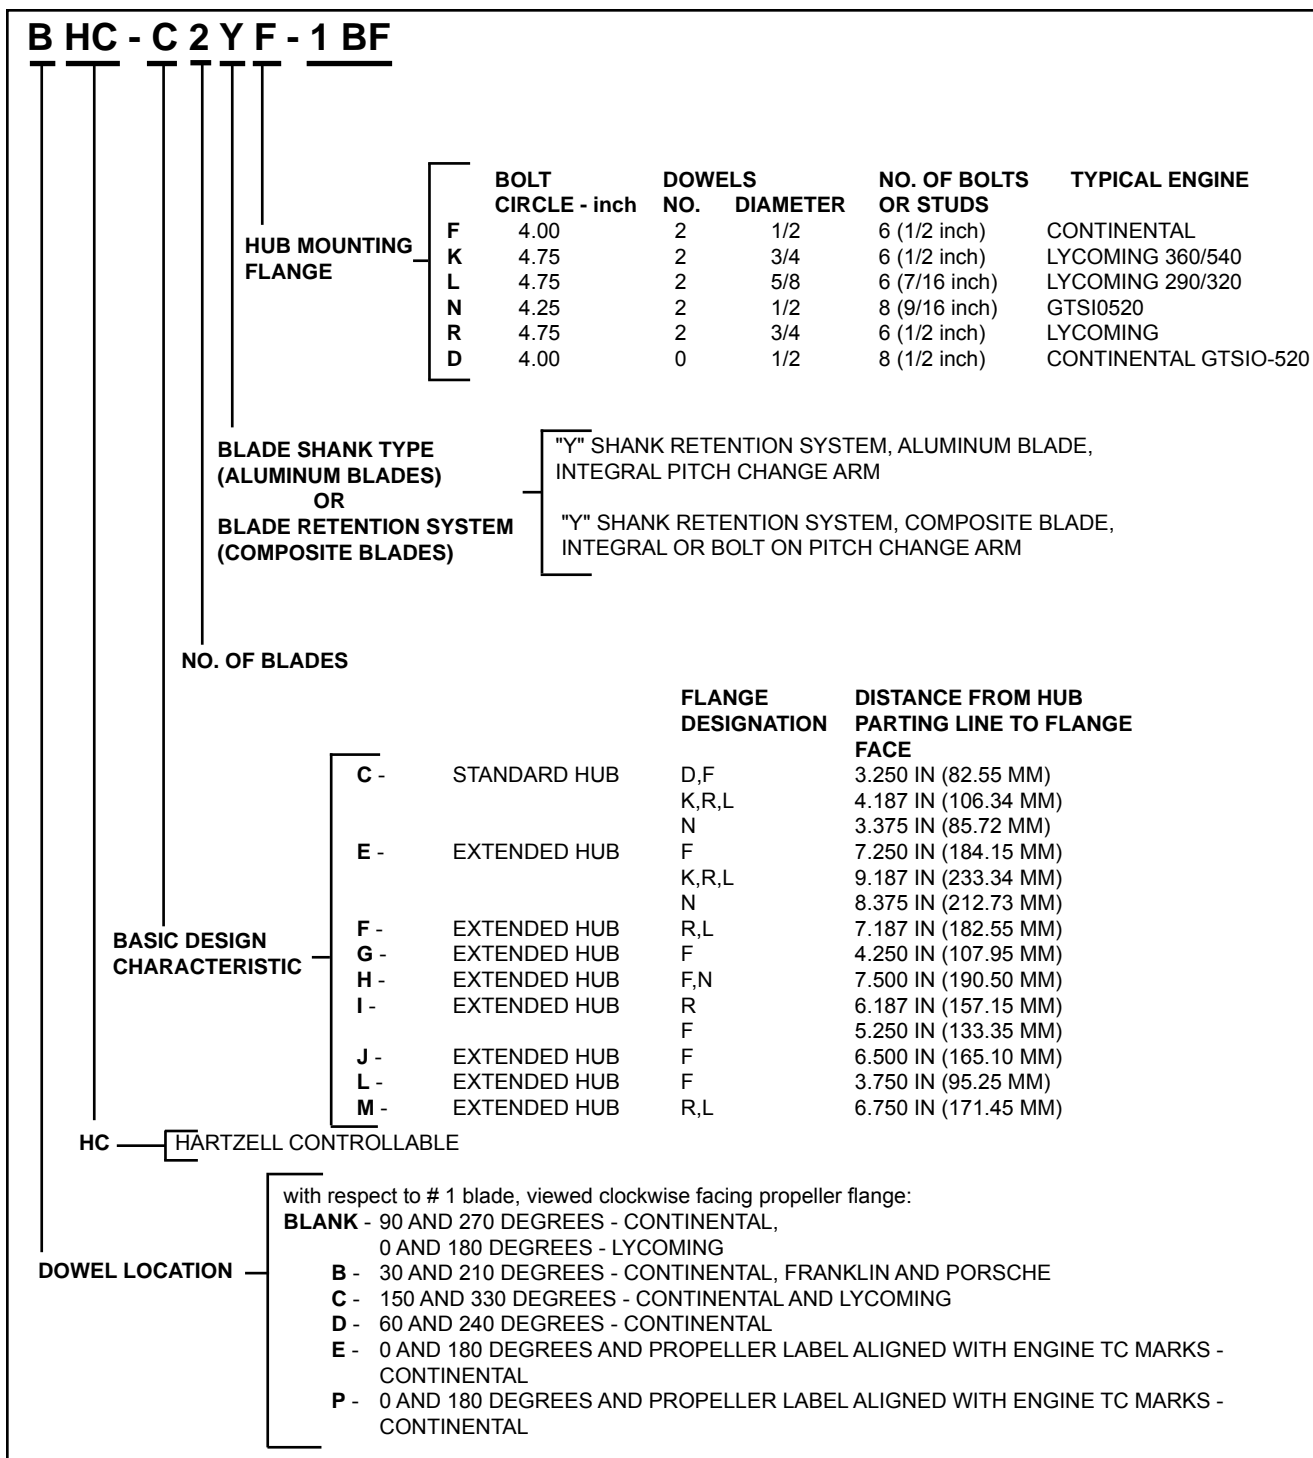 B HC - C 2 Y F - 1 BF
BOLT DOWELS NO. OF BOLTS TYPICAL ENGINE
CIRCLE - inch NO. DIAMETER OR STUDS
HUB MOUNTING
FLANGE
F 4.00 2 1/2 6 (1/2 inch) CONTINENTAL
K 4.75 2 3/4 6 (1/2 inch) LYCOMING 360/540
L 4.75 2 5/8 6 (7/16 inch) LYCOMING 290/320
N 4.25 2 1/2 8 (9/16 inch) GTSI0520
R 4.75 2 3/4 6 (1/2 inch) LYCOMING
D 4.00 0 1/2 8 (1/2 inch) CONTINENTAL GTSIO-520
BLADE SHANK TYPE
(ALUMINUM BLADES)
OR
BLADE RETENTION SYSTEM
(COMPOSITE BLADES)
"Y" SHANK RETENTION SYSTEM, ALUMINUM BLADE,
INTEGRAL PITCH CHANGE ARM
"Y" SHANK RETENTION SYSTEM, COMPOSITE BLADE,
INTEGRAL OR BOLT ON PITCH CHANGE ARM
NO. OF BLADES
FLANGE DISTANCE FROM HUB
DESIGNATION PARTING LINE TO FLANGE
FACE
BASIC DESIGN
CHARACTERISTIC
C - STANDARD HUB D,F 3.250 IN (82.55 MM)
K,R,L 4.187 IN (106.34 MM)
N 3.375 IN (85.72 MM)
E - EXTENDED HUB F 7.250 IN (184.15 MM)
K,R,L 9.187 IN (233.34 MM)
N 8.375 IN (212.73 MM)
F - EXTENDED HUB R,L 7.187 IN (182.55 MM)
G - EXTENDED HUB F 4.250 IN (107.95 MM)
H - EXTENDED HUB F,N 7.500 IN (190.50 MM)
I - EXTENDED HUB R 6.187 IN (157.15 MM)
F 5.250 IN (133.35 MM)
J - EXTENDED HUB F 6.500 IN (165.10 MM)
L - EXTENDED HUB F 3.750 IN (95.25 MM)
M - EXTENDED HUB R,L 6.750 IN (171.45 MM)
HC HARTZELL CONTROLLABLE
DOWEL LOCATION
with respect to # 1 blade, viewed clockwise facing propeller flange:
BLANK - 90 AND 270 DEGREES - CONTINENTAL,
0 AND 180 DEGREES - LYCOMING
B - 30 AND 210 DEGREES - CONTINENTAL, FRANKLIN AND PORSCHE
C - 150 AND 330 DEGREES - CONTINENTAL AND LYCOMING
D - 60 AND 240 DEGREES - CONTINENTAL
E - 0 AND 180 DEGREES AND PROPELLER LABEL ALIGNED WITH ENGINE TC MARKS -
CONTINENTAL
P - 0 AND 180 DEGREES AND PROPELLER LABEL ALIGNED WITH ENGINE TC MARKS -
CONTINENTAL